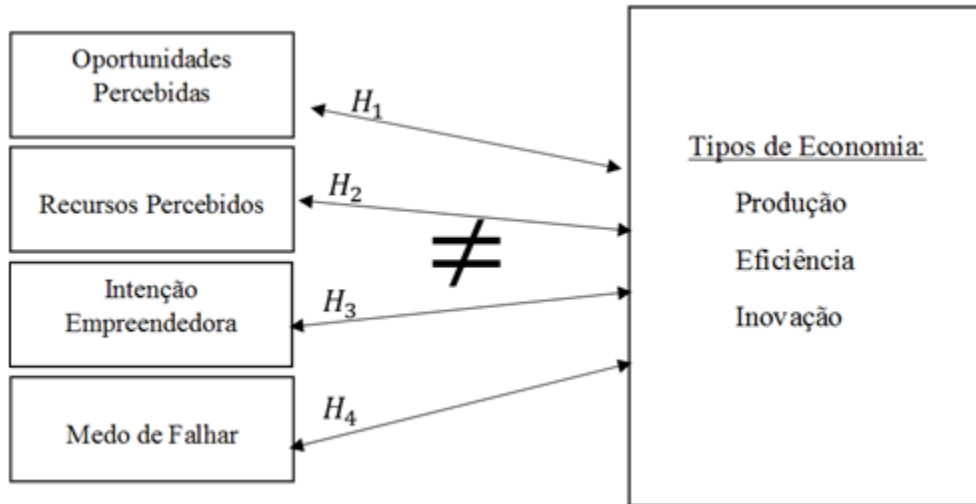 Oportunidades
Percebidas
Recursos Percebidos
Intenção
Empreendedora
Medo de Falhar
H₁
H₂
≠
H₃
H₄
Tipos de Economia:
Produção
Eficiência
Inovação